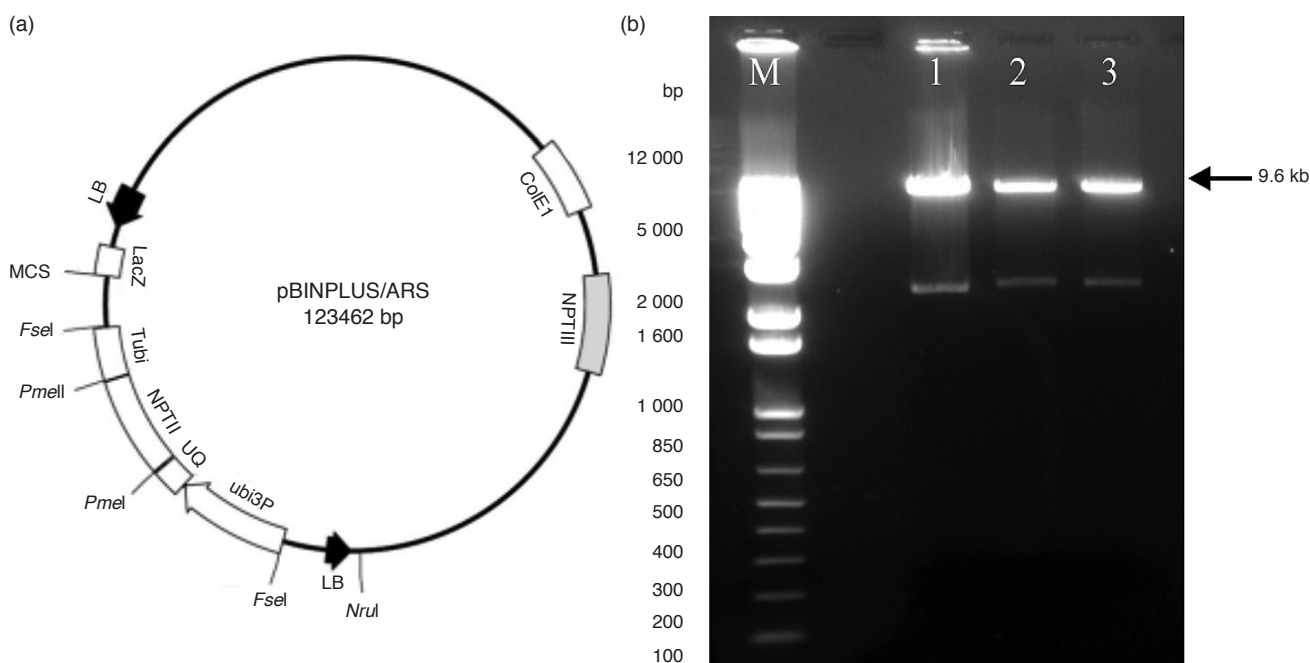 (a)
LB
LacZ
MCS
FseI
Tubi
PmeII
NPTII
UQ
PmeI
ubi3P
FseI
LB
NruI
ColE1
NPTIII
pBINPLUS/ARS
123462 bp
(b)
bp
12 000
5 000
2 000
1 600
1 000
850
650
500
400
300
200
100
M
1
2
3
9.6 kb